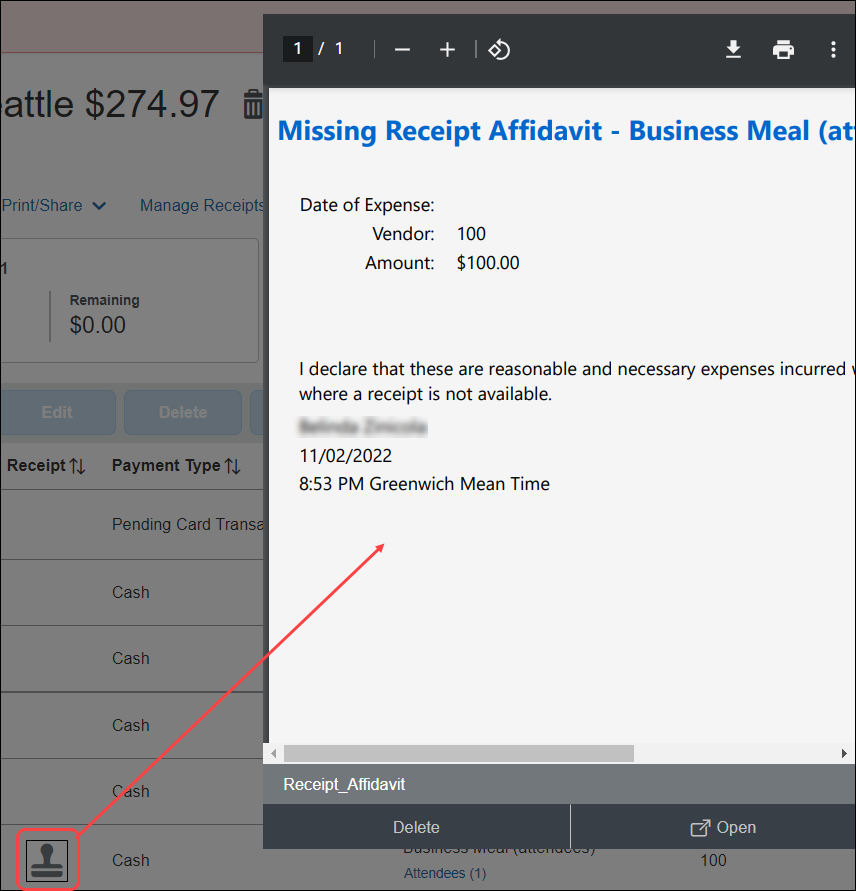 1 / 1
eattle $274.97
Missing Receipt Affidavit - Business Meal (at
Print/Share
Manage Receipts
Date of Expense:
Vendor: 100
Amount: $100.00
1
Remaining
$0.00
I declare that these are reasonable and necessary expenses incurred
where a receipt is not available.
11/02/2022
8:53 PM Greenwich Mean Time
Edit
Delete
Receipt
Payment Type
Pending Card Transa
Cash
Cash
Cash
Cash
Receipt_Affidavit
Delete
Open
Cash
Business Meal (attendees)
100
Attendees (1)